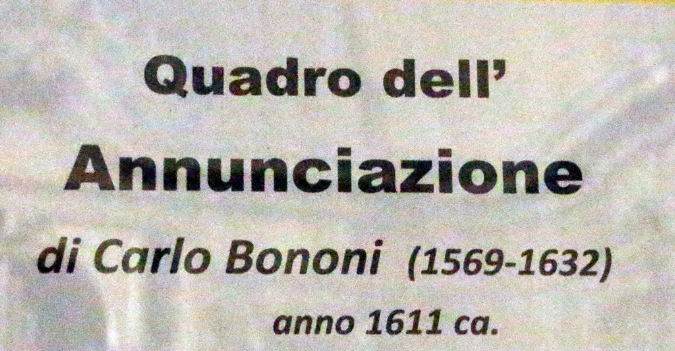 Quadro dell'
Annunciazione
di Carlo Bononi (1569-1632)
anno 1611 ca.